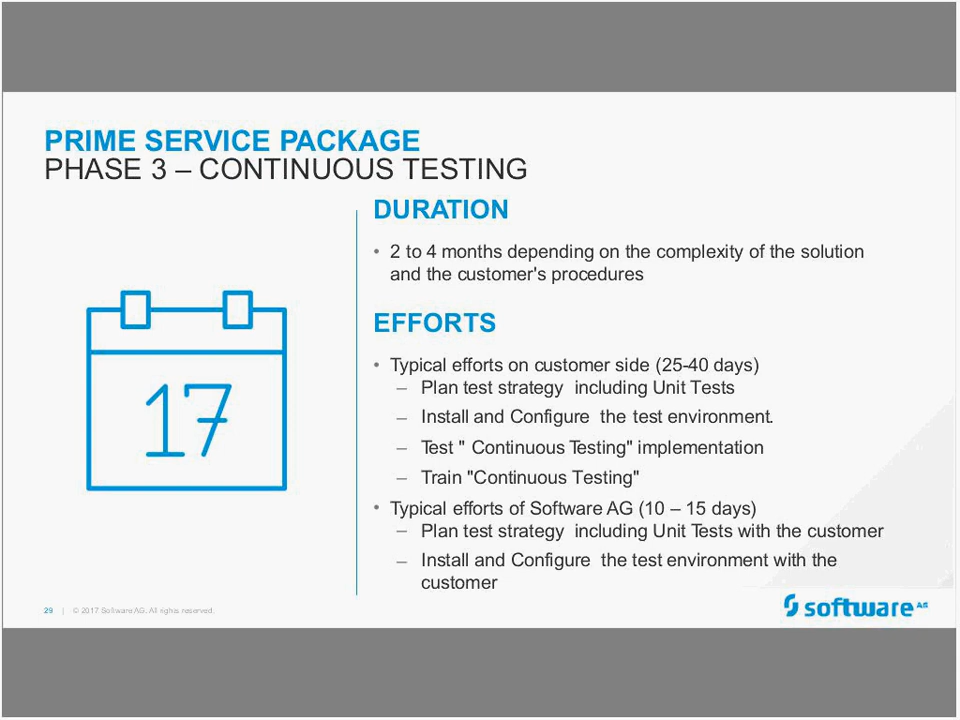 PRIME SERVICE PACKAGE
PHASE 3 – CONTINUOUS TESTING
DURATION
• 2 to 4 months depending on the complexity of the solution
and the customer's procedures
EFFORTS
• Typical efforts on customer side (25-40 days)
– Plan test strategy including Unit Tests
– Install and Configure the test environment.
– Test " Continuous Testing" implementation
– Train "Continuous Testing"
• Typical efforts of Software AG (10 – 15 days)
– Plan test strategy including Unit Tests with the customer
– Install and Configure the test environment with the
customer
17
29 | © 2017 Software AG. All rights reserved.
software AG